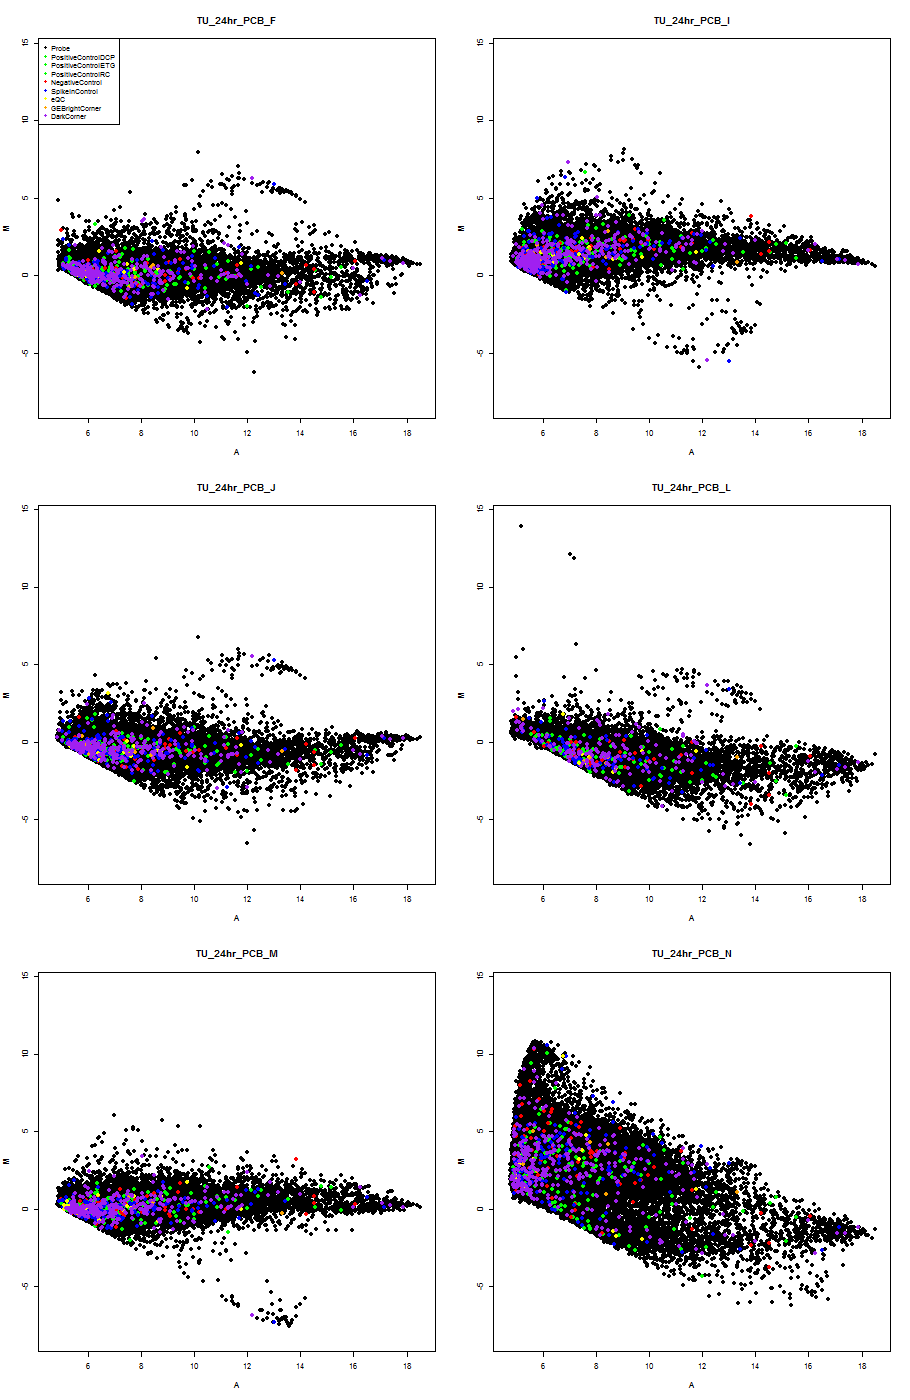 TU_24hr_PCB_F
TU_24hr_PCB_I
15
10
5
0
-5
M
Probe
PositiveControlDCP
PositiveControlETG
PositiveControlRC
NegativeControl
SpikeInControl
eQC
GEBrightCorner
DarkCorner
6 8 10 12 14 16 18
A
15
10
5
0
-5
M
6 8 10 12 14 16 18
A
TU_24hr_PCB_J
TU_24hr_PCB_L
15
10
5
0
-5
M
6 8 10 12 14 16 18
A
15
10
5
0
-5
M
6 8 10 12 14 16 18
A
TU_24hr_PCB_M
TU_24hr_PCB_N
15
10
5
0
-5
M
6 8 10 12 14 16 18
A
15
10
5
0
-5
M
6 8 10 12 14 16 18
A